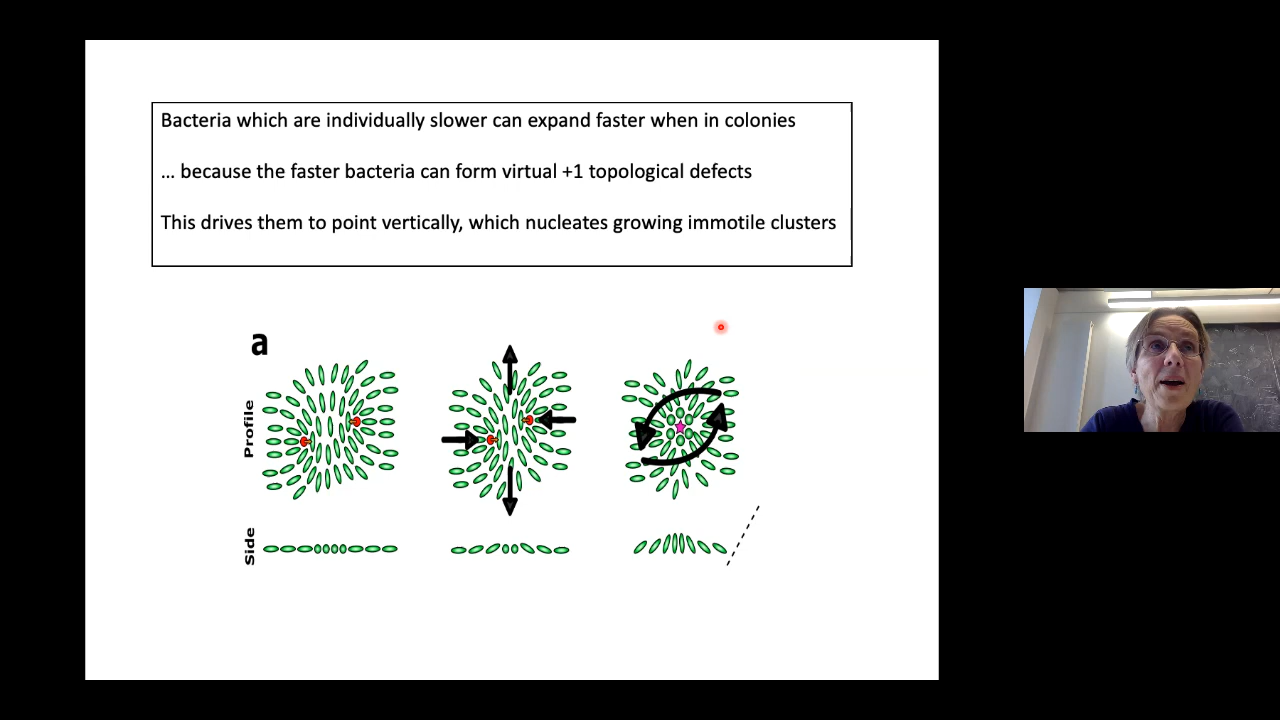 Bacteria which are individually slower can expand faster when in colonies
... because the faster bacteria can form virtual +1 topological defects
This drives them to point vertically, which nucleates growing immotile clusters
a
Profile
Side